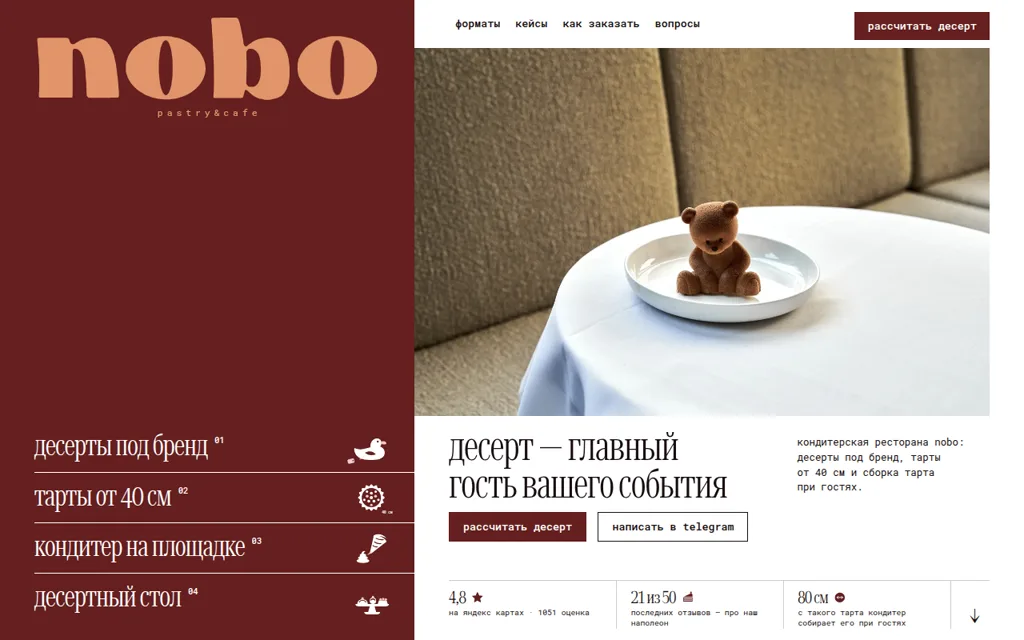 nobo
pastry&cafe
форматы кейсы как заказать вопросы
рассчитать десерт
десерты под бренд 01
тарты от 40 см 02
кондитер на площадке 03
десертный стол 04
десерт — главный
гость вашего события
рассчитать десерт
написать в telegram
кондитерская ресторана nobo:
десерты под бренд, тарты
от 40 см и сборка тарта
при гостях.
4,8
на яндекс картах · 1051 оценка
21 из 50
последних отзывов — про наш
наполеон
80 см
с такого тарта кондитер
собирает его при гостях